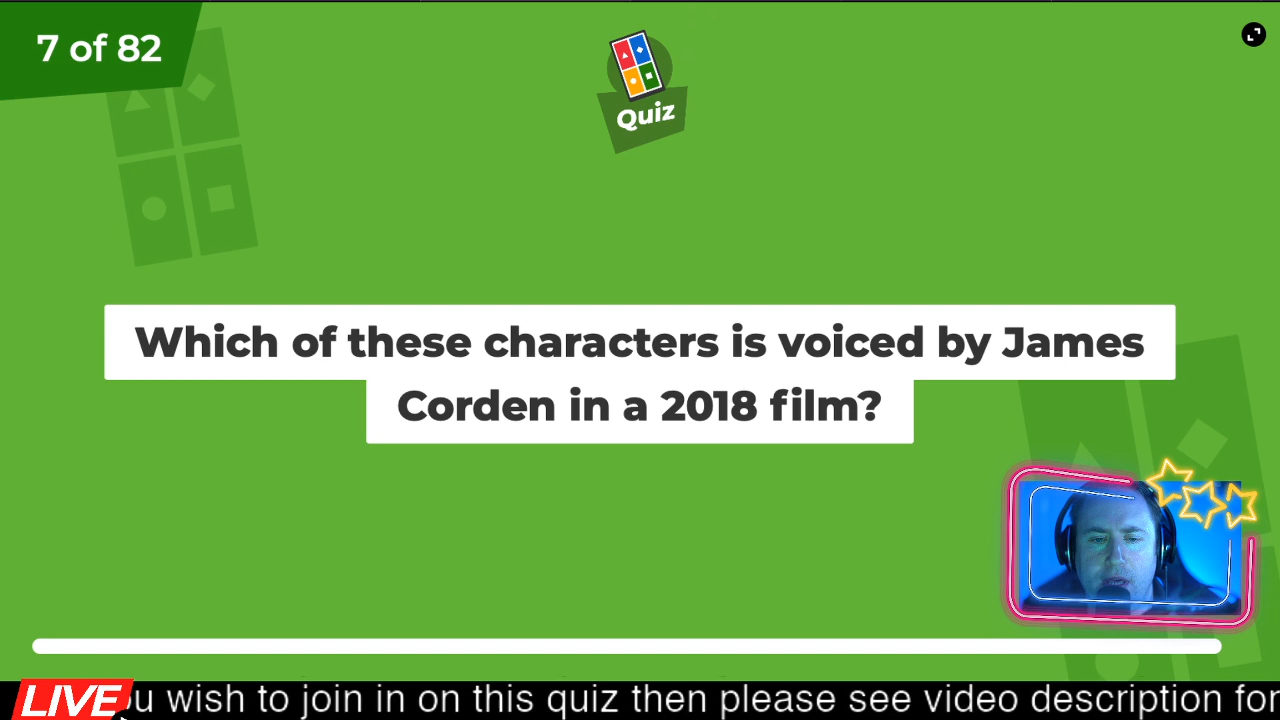 7 of 82
Quiz
Which of these characters is voiced by James
Corden in a 2018 film?
LIVE
ou wish to join in on this quiz then please see video description for